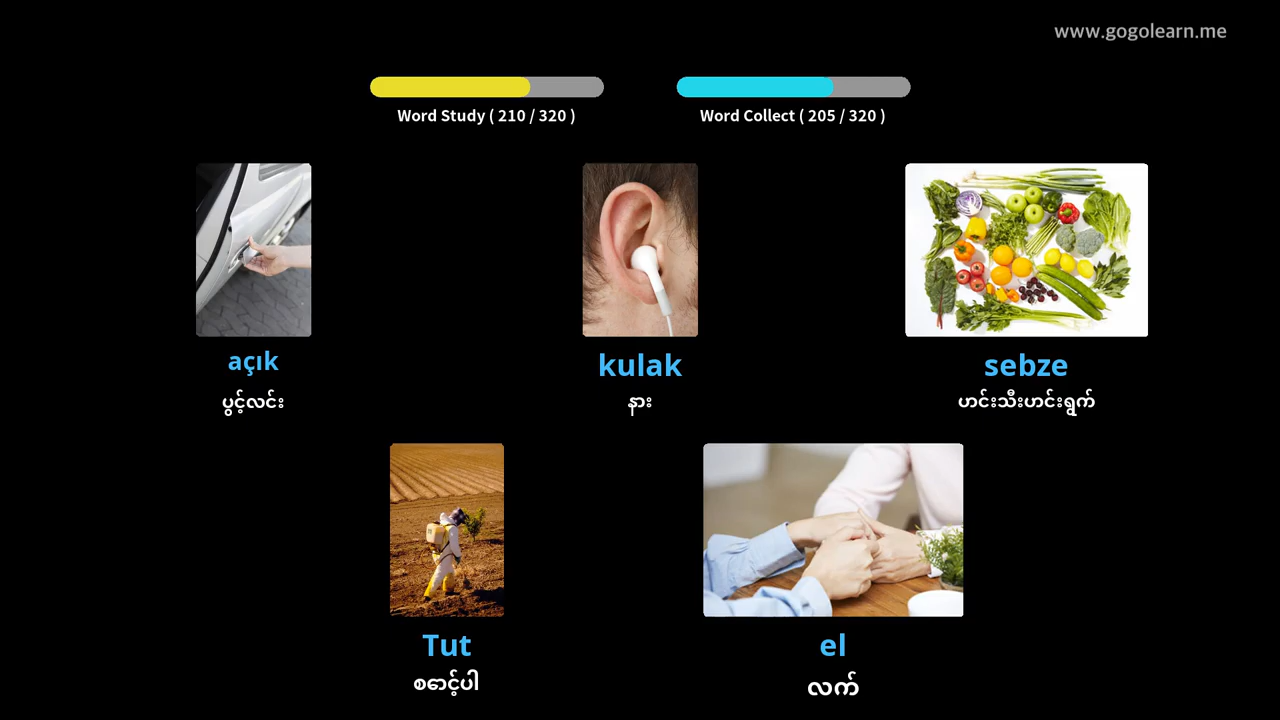 www.gogolearn.me
Word Study ( 210 / 320 )
Word Collect ( 205 / 320 )
açık
ပွင့်လင်း
kulak
နား
sebze
ဟင်းသီးဟင်းရွက်
Tut
စောင့်ပါ
el
လက်